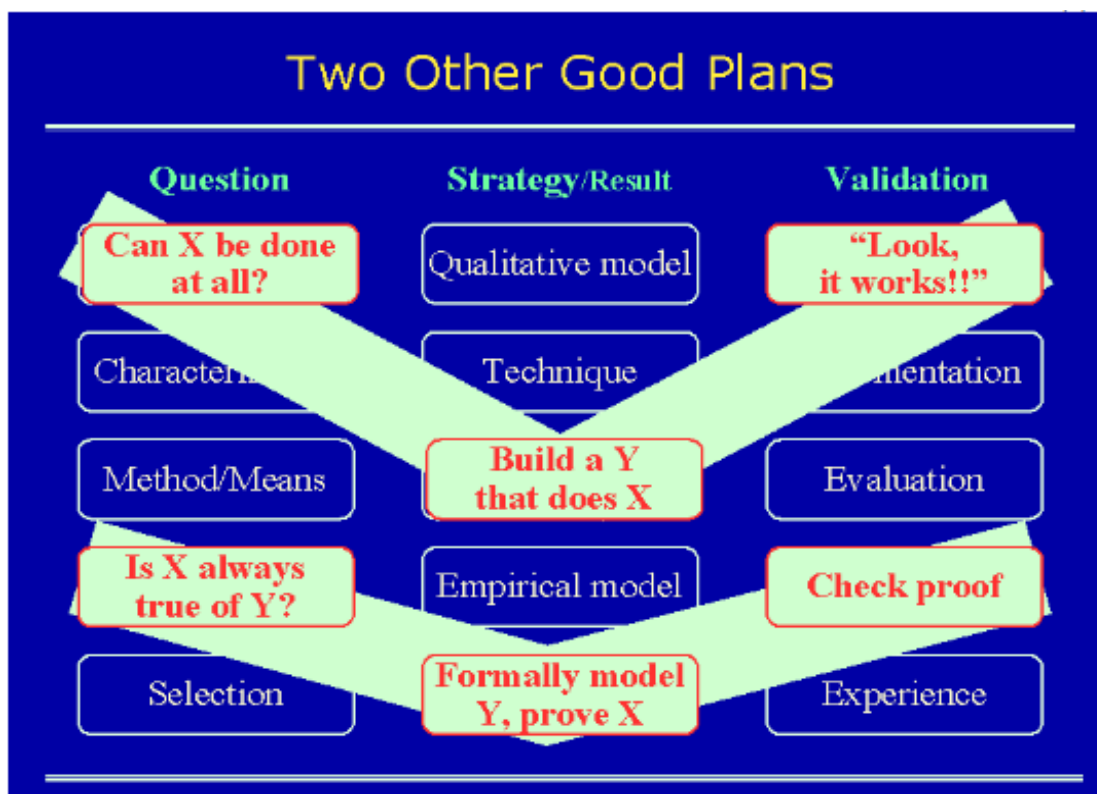 Two Other Good Plans
Question
Strategy/Result
Validation
Can X be done
at all?
Qualitative model
“Look,
it works!!”
Technique
Build a Y
that does X
Method/Means
Evaluation
Is X always
true of Y?
Empirical model
Check proof
Selection
Formally model
Y, prove X
Experience